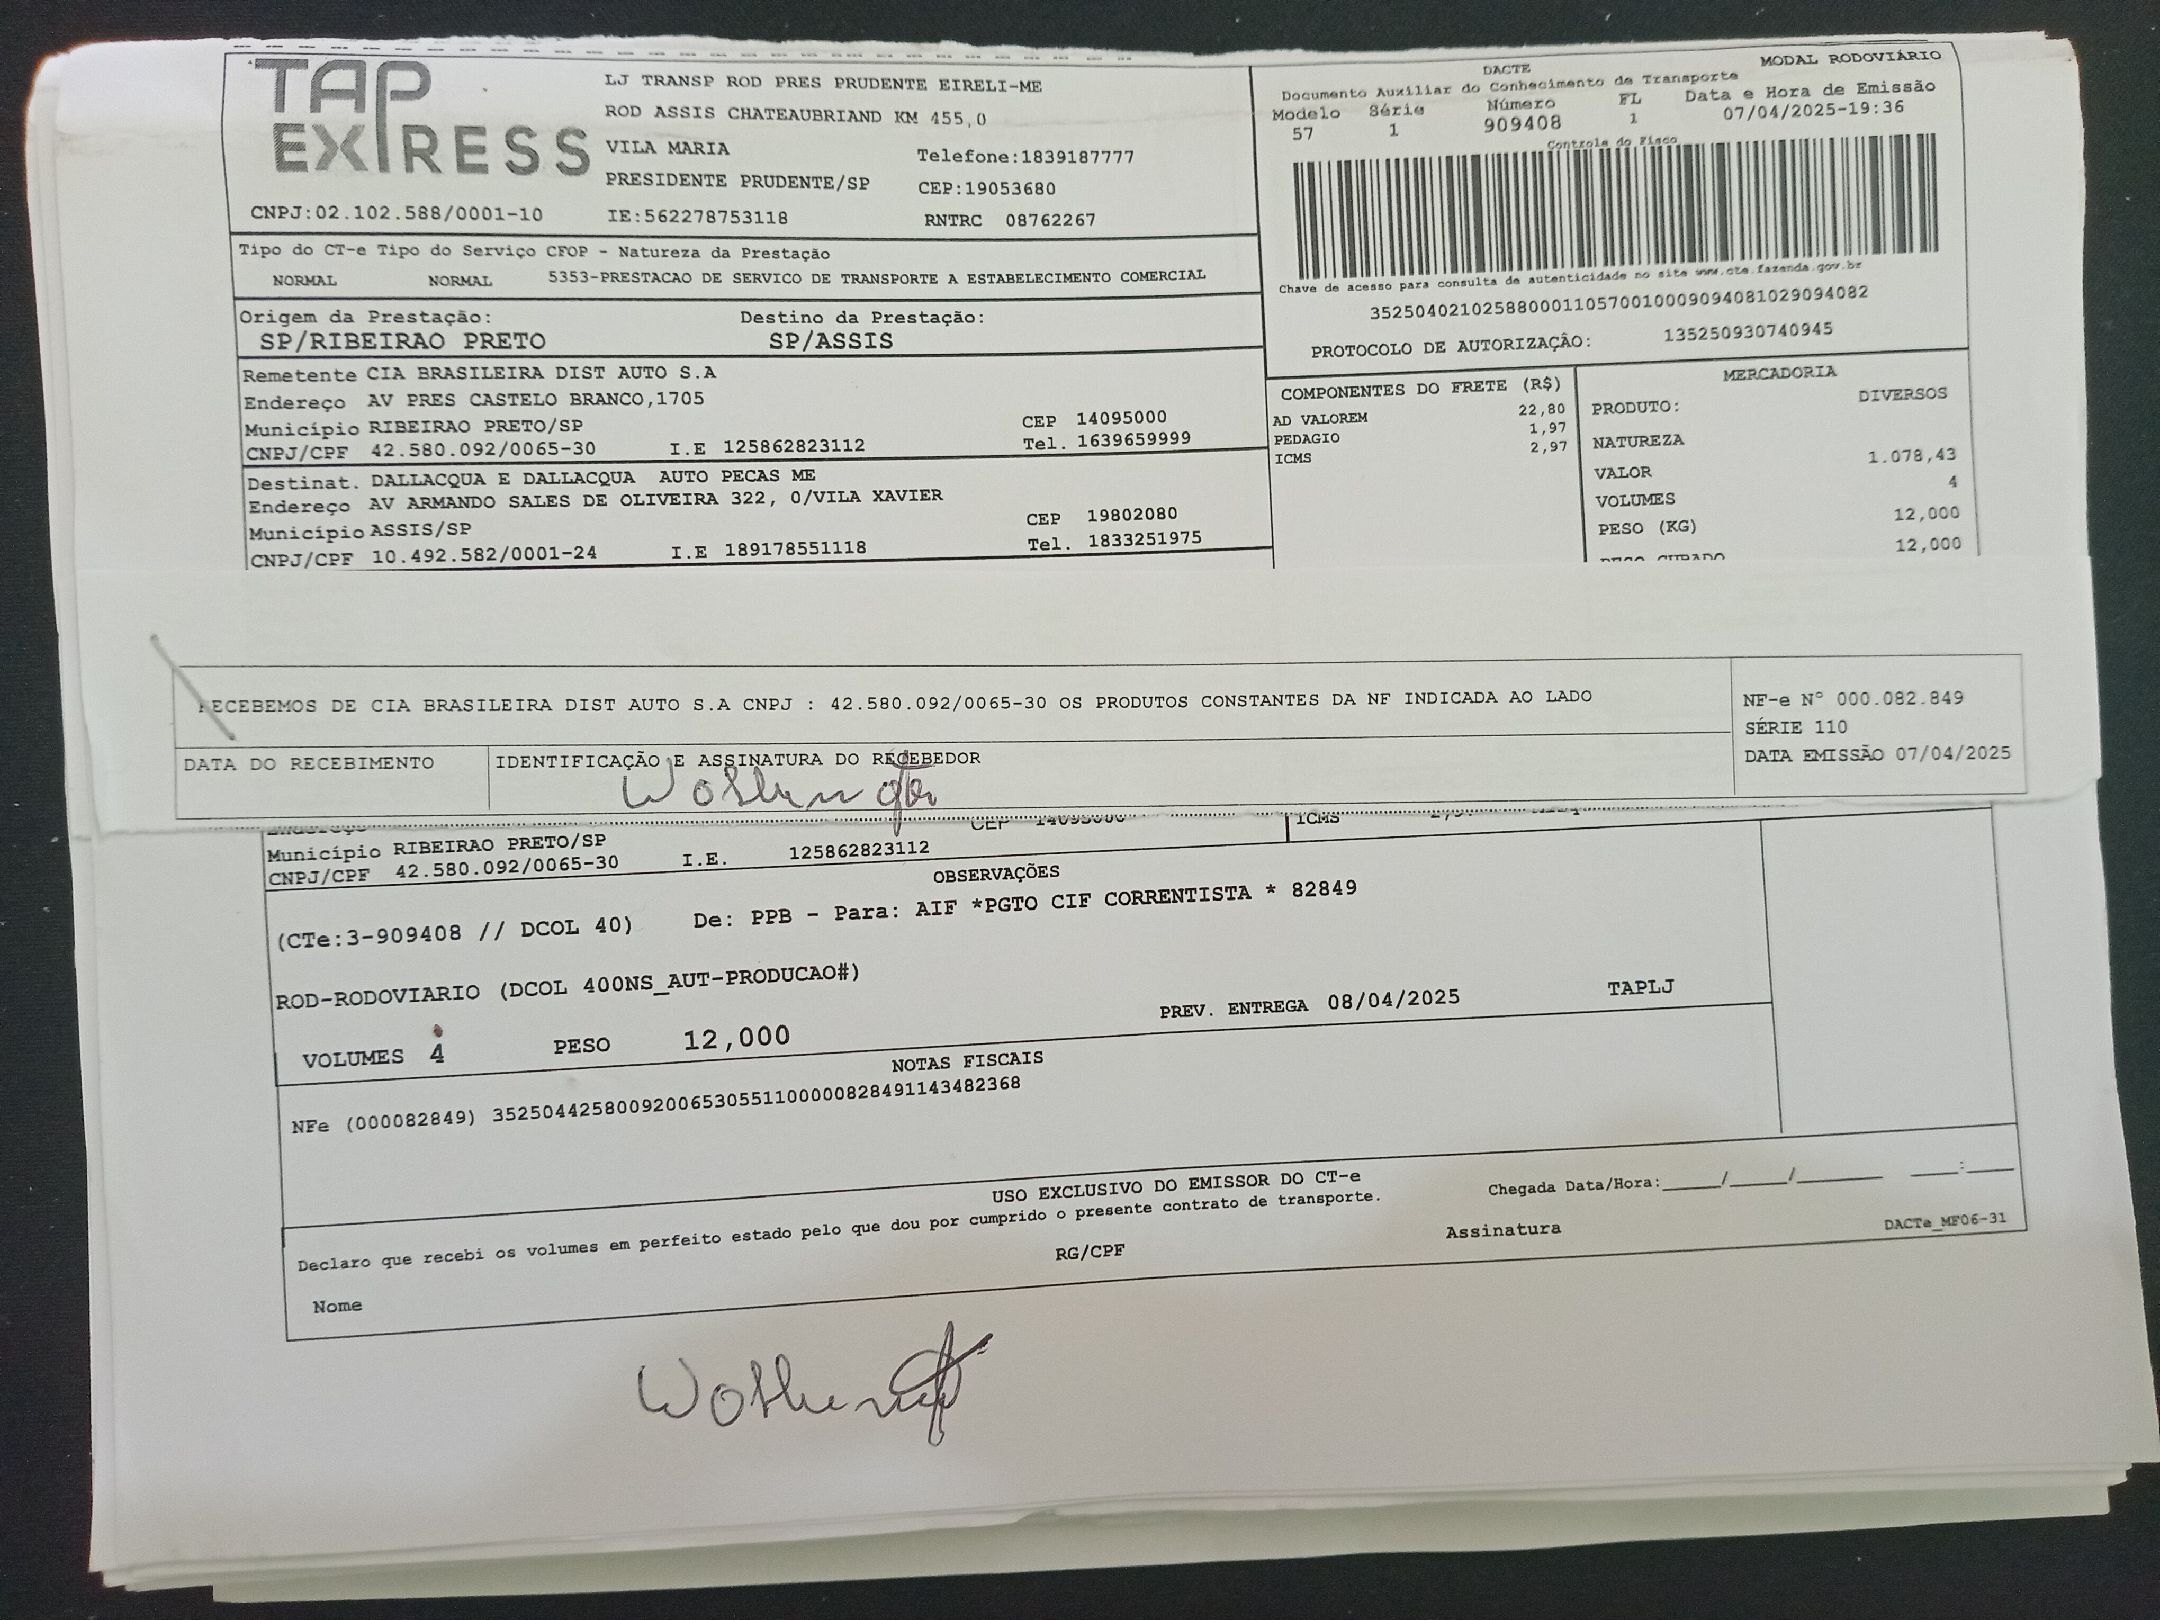 TAP EXPRESS
LJ TRANSP ROD PRES PRUDENTE EIRELI-ME
ROD ASSIS CHATEAUBRIAND KM 455,0
VILA MARIA Telefone:1839187777
PRESIDENTE PRUDENTE/SP CEP:19053680
CNPJ:02.102.588/0001-10 IE:562278753118 RNTRC 08762267
DACTE MODAL RODOVIÁRIO
Documento Auxiliar do Conhecimento de Transporte
Modelo Série Número FL Data e Hora de Emissão
57 1 909408 1 07/04/2025-19:36
Controle do Fisco
Chave de acesso para consulta de autenticidade no site www.cte.fazenda.gov.br
35250402102588000110570010009094081029094082
PROTOCOLO DE AUTORIZAÇÃO: 135250930740945
Tipo do CT-e Tipo do Serviço CFOP - Natureza da Prestação
NORMAL NORMAL 5353-PRESTACAO DE SERVICO DE TRANSPORTE A ESTABELECIMENTO COMERCIAL
Origem da Prestação: Destino da Prestação:
SP/RIBEIRAO PRETO SP/ASSIS
Remetente CIA BRASILEIRA DIST AUTO S.A
Endereço AV PRES CASTELO BRANCO,1705
Município RIBEIRAO PRETO/SP CEP 14095000
CNPJ/CPF 42.580.092/0065-30 I.E 125862823112 Tel. 1639659999
Destinat. DALLACQUA E DALLACQUA AUTO PECAS ME
Endereço AV ARMANDO SALES DE OLIVEIRA 322, 0/VILA XAVIER
Município ASSIS/SP CEP 19802080
CNPJ/CPF 10.492.582/0001-24 I.E 189178551118 Tel. 1833251975
COMPONENTES DO FRETE (R$)
AD VALOREM 22,80
PEDAGIO 1,97
ICMS 2,97
MERCADORIA
PRODUTO: DIVERSOS
NATUREZA
VALOR 1.078,43
VOLUMES 4
PESO (KG) 12,000
PESO CUBADO 12,000
RECEBEMOS DE CIA BRASILEIRA DIST AUTO S.A CNPJ : 42.580.092/0065-30 OS PRODUTOS CONSTANTES DA NF INDICADA AO LADO
NF-e N° 000.082.849
SÉRIE 110
DATA EMISSÃO 07/04/2025
DATA DO RECEBIMENTO IDENTIFICAÇÃO E ASSINATURA DO RECEBEDOR
Endereço CEP 14095000 ICMS
Município RIBEIRAO PRETO/SP
CNPJ/CPF 42.580.092/0065-30 I.E. 125862823112
OBSERVAÇÕES
(CTe:3-909408 // DCOL 40) De: PPB - Para: AIF *PGTO CIF CORRENTISTA * 82849
ROD-RODOVIARIO (DCOL 400NS_AUT-PRODUCAO#)
PREV. ENTREGA 08/04/2025 TAPLJ
VOLUMES 4 PESO 12,000
NOTAS FISCAIS
NFe (000082849) 35250442580092006530551100000828491143482368
USO EXCLUSIVO DO EMISSOR DO CT-e
Declaro que recebi os volumes em perfeito estado pelo que dou por cumprido o presente contrato de transporte.
Chegada Data/Hora:_____/_____/_______ ____:____
Nome RG/CPF Assinatura DACTe_MF06-31